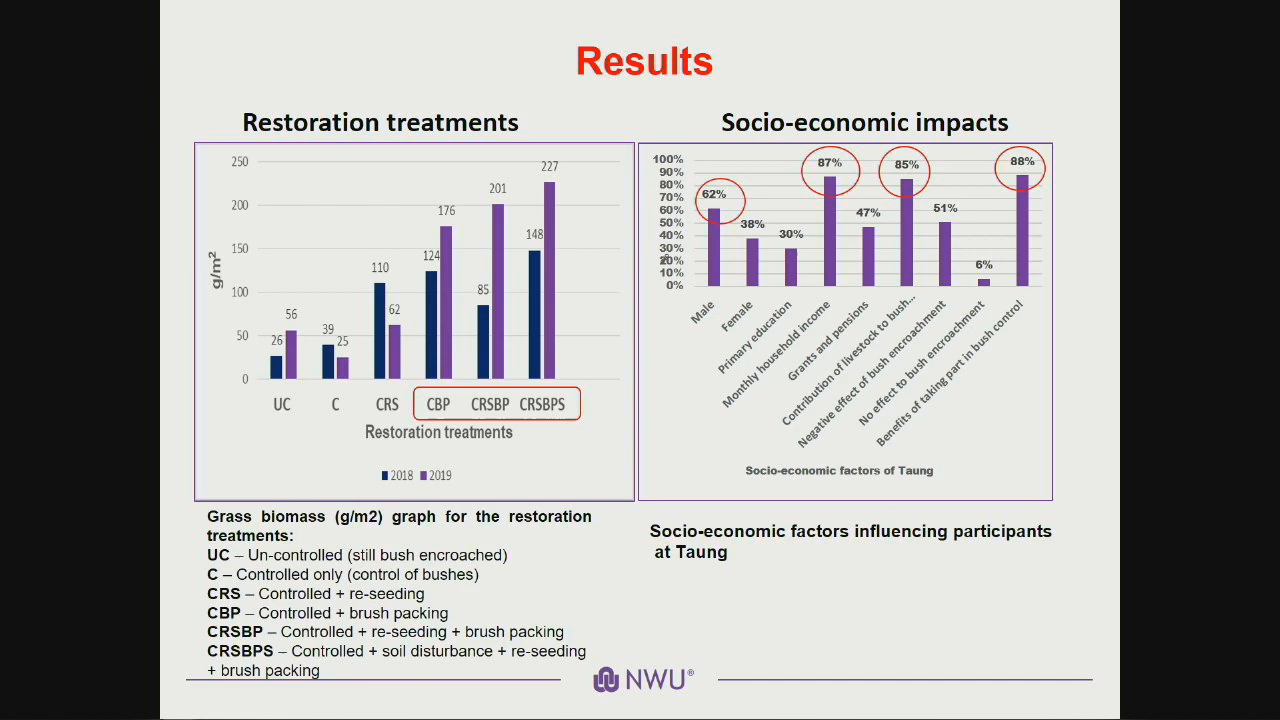 Results
Restoration treatments
250
200
150
100
50
0
g/m²
26
56
39
25
110
62
124
176
85
201
148
227
UC
C
CRS
CBP
CRSBP
CRSBPS
Restoration treatments
2018
2019
Grass biomass (g/m2) graph for the restoration
treatments:
UC – Un-controlled (still bush encroached)
C – Controlled only (control of bushes)
CRS – Controlled + re-seeding
CBP – Controlled + brush packing
CRSBP – Controlled + re-seeding + brush packing
CRSBPS – Controlled + soil disturbance + re-seeding
+ brush packing
Socio-economic impacts
100%
90%
80%
70%
60%
50%
40%
30%
20%
10%
0%
%
62%
38%
30%
87%
47%
85%
51%
6%
88%
Male
Female
Primary education
Monthly household income
Grants and pensions
Contribution of livestock to bush...
Negative effect of bush encroachment
No effect to bush encroachment
Benefits of taking part in bush control
Socio-economic factors of Taung
Socio-economic factors influencing participants
at Taung
NWU®